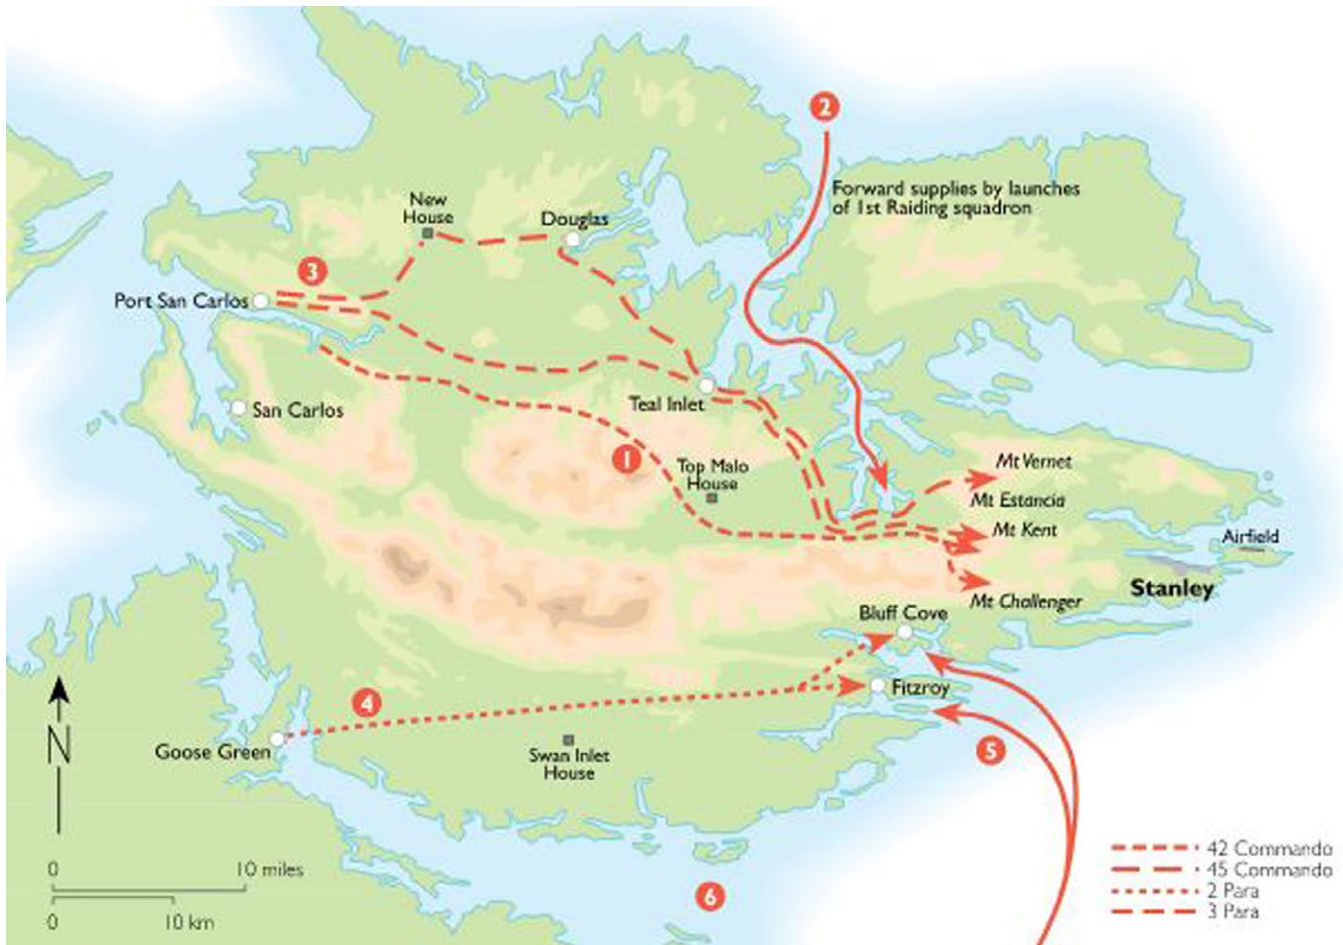 2
Forward supplies by launches
of 1st Raiding squadron
New
House
Douglas
3
Port San Carlos
San Carlos
Teal Inlet
1
Top Malo
House
Mt Vernet
Mt Estancia
Mt Kent
Airfield
Stanley
Mt Challenger
Bluff Cove
Fitzroy
4
Goose Green
5
Swan Inlet
House
N
0 10 miles
0 10 km
6
42 Commando
45 Commando
2 Para
3 Para